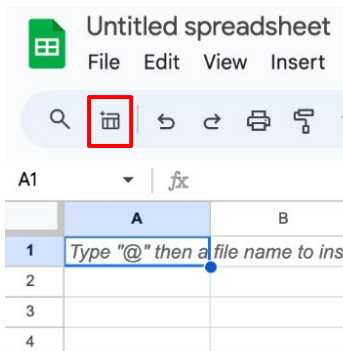 Untitled spreadsheet
File Edit View Insert
A1 fx
A B
1 Type "@" then a file name to ins
2
3
4